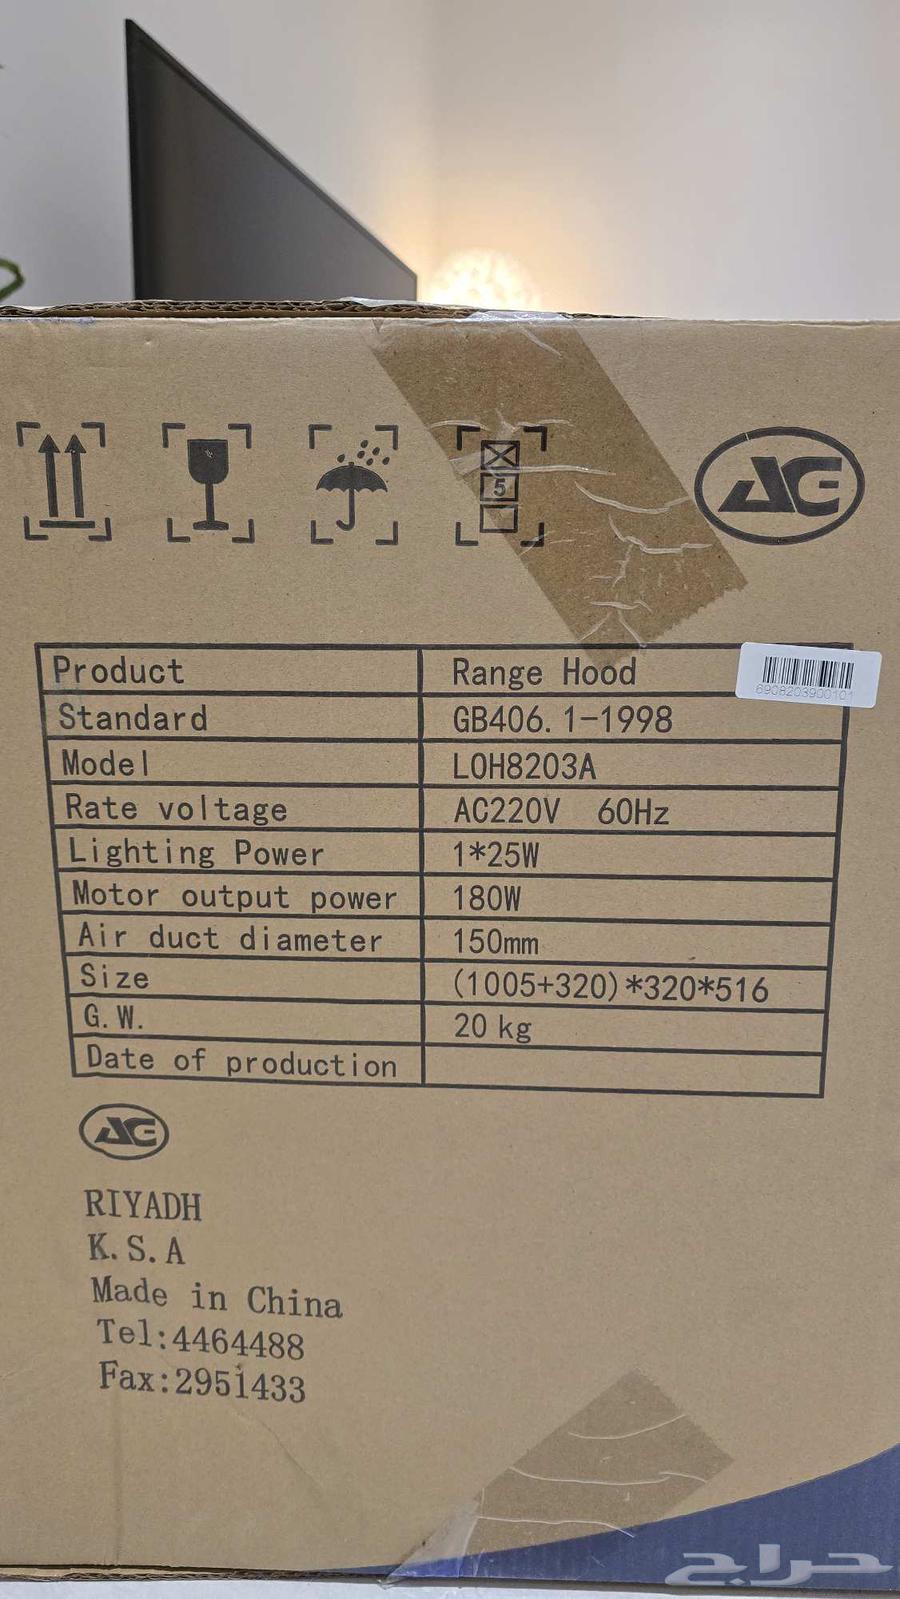 5
AC
6908203900101
Product Range Hood
Standard GB406.1-1998
Model LOH8203A
Rate voltage AC220V 60Hz
Lighting Power 1*25W
Motor output power 180W
Air duct diameter 150mm
Size (1005+320)*320*516
G.W. 20 kg
Date of production
AC
RIYADH
K.S.A
Made in China
Tel:4464488
Fax:2951433
حراج